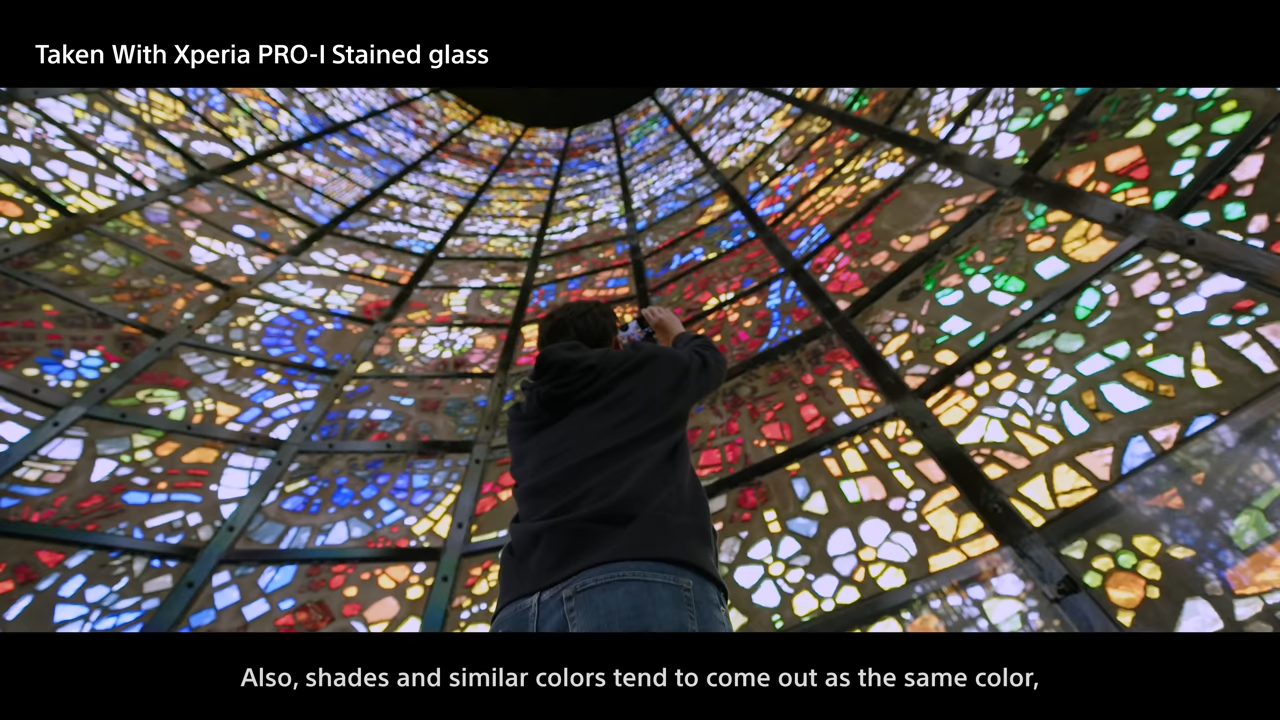 Taken With Xperia PRO-I Stained glass
Also, shades and similar colors tend to come out as the same color,